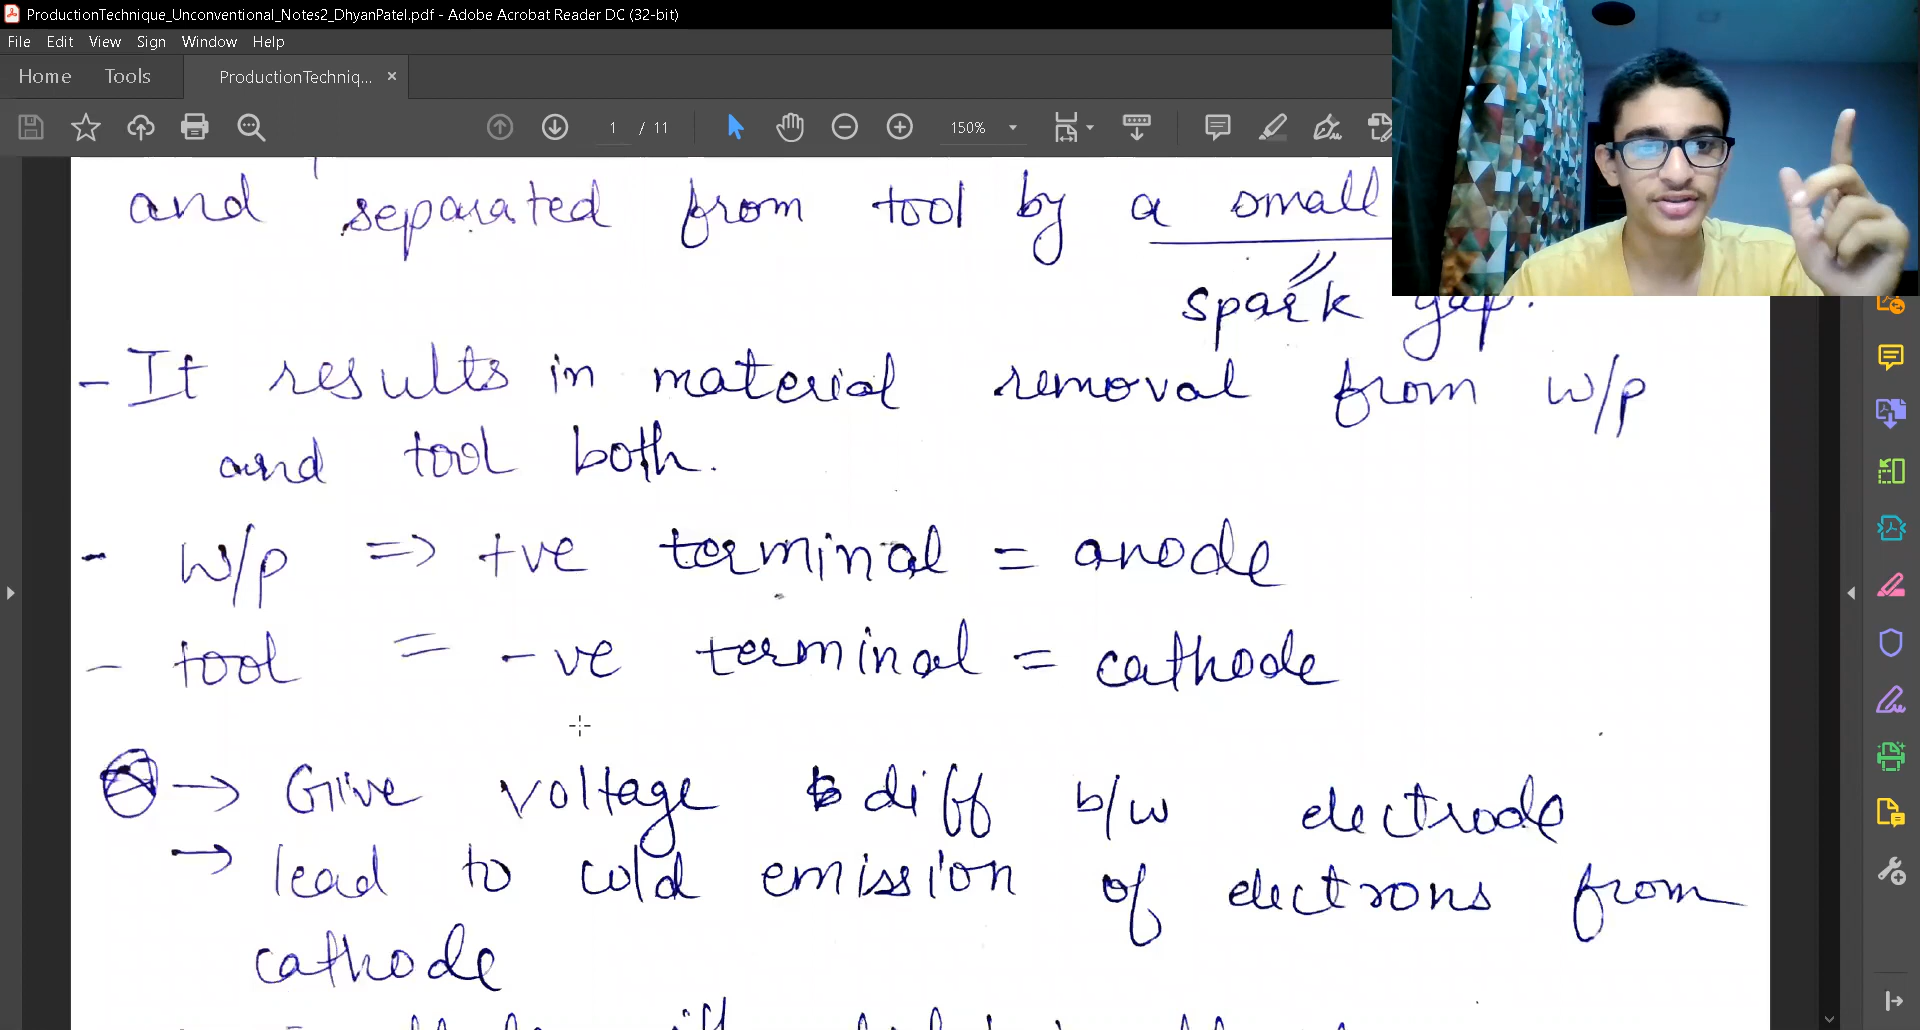 ProductionTechnique_Unconventional_Notes2_DhyanPatel.pdf - Adobe Acrobat Reader DC (32-bit)
File Edit View Sign Window Help
Home Tools ProductionTechniq... ×
1 / 11 150%
and separated from tool by a small
spark gap.
- It results in material removal from w/p
and tool both.
- w/p => +ve terminal = anode
- tool = -ve terminal = cathode
→ Give voltage diff b/w electrode
→ lead to cold emission of electrons from
cathode